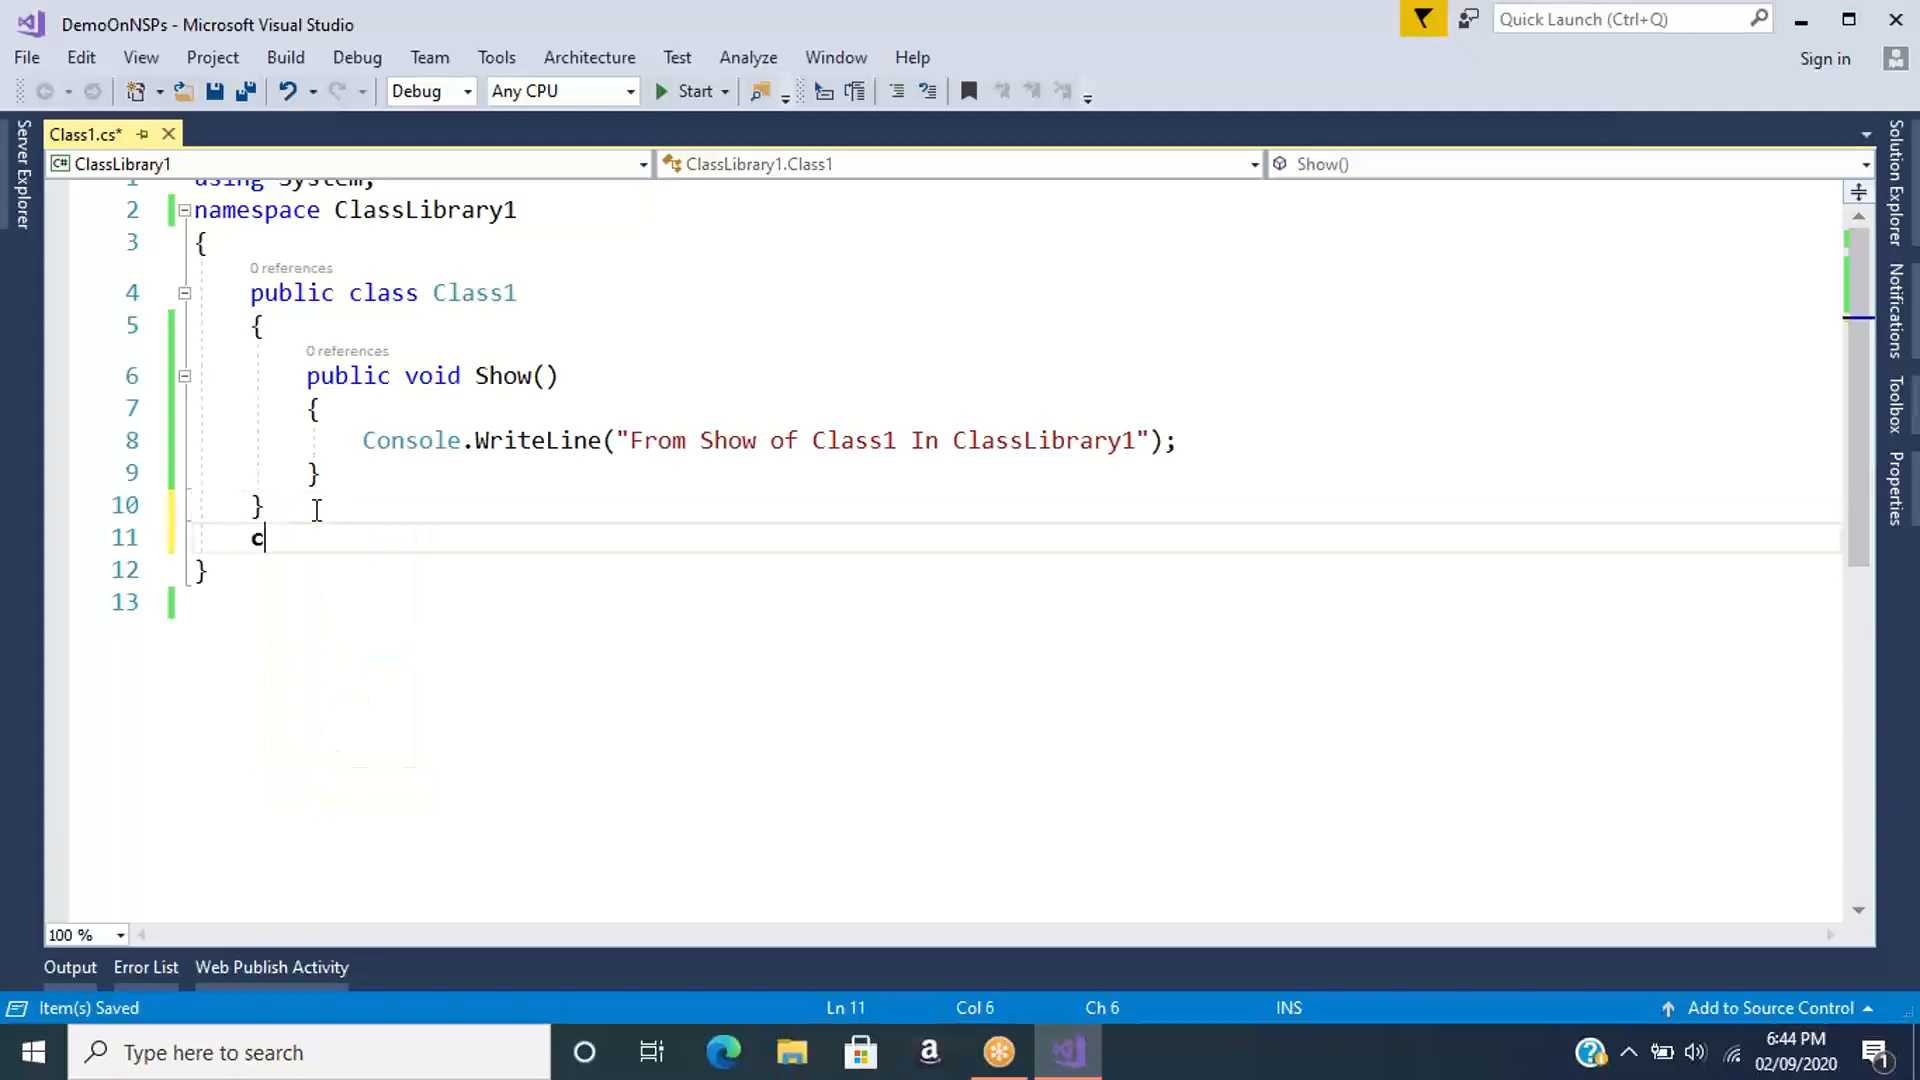 DemoOnNSPs - Microsoft Visual Studio
Quick Launch (Ctrl+Q)
File Edit View Project Build Debug Team Tools Architecture Test Analyze Window Help
Sign in
Debug Any CPU Start
Class1.cs*
ClassLibrary1 ClassLibrary1.Class1 Show()
Server Explorer
Solution Explorer
Notifications
Toolbox
Properties
1 using System;
2 namespace ClassLibrary1
3 {
0 references
4 public class Class1
5 {
0 references
6 public void Show()
7 {
8 Console.WriteLine("From Show of Class1 In ClassLibrary1");
9 }
10 }
11 c
12 }
13
100 %
Output Error List Web Publish Activity
Item(s) Saved Ln 11 Col 6 Ch 6 INS Add to Source Control
Type here to search
6:44 PM
02/09/2020
1